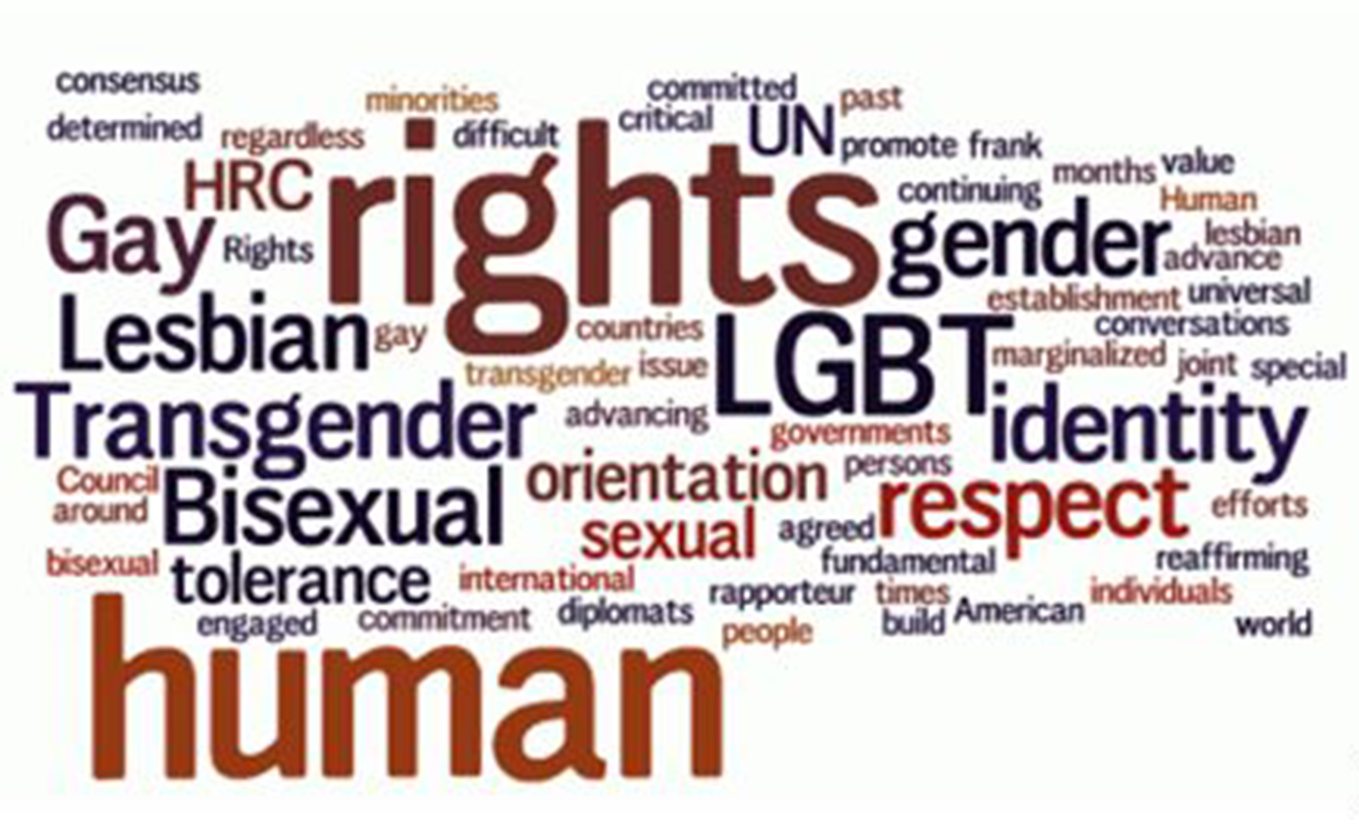 consensus
committed
minorities
past
determined
regardless
difficult
critical
UN
promote
frank
HRC
rights
months
value
continuing
Human
Gay
Rights
gender
lesbian
advance
establishment
universal
Lesbian
gay
countries
LGBT
conversations
transgender
issue
marginalized
joint
special
Transgender
advancing
identity
governments
Council
Bisexual
orientation
persons
respect
efforts
around
sexual
agreed
bisexual
tolerance
international
fundamental
reaffirming
engaged
commitment
diplomats
rapporteur
times
individuals
people
build
American
world
human